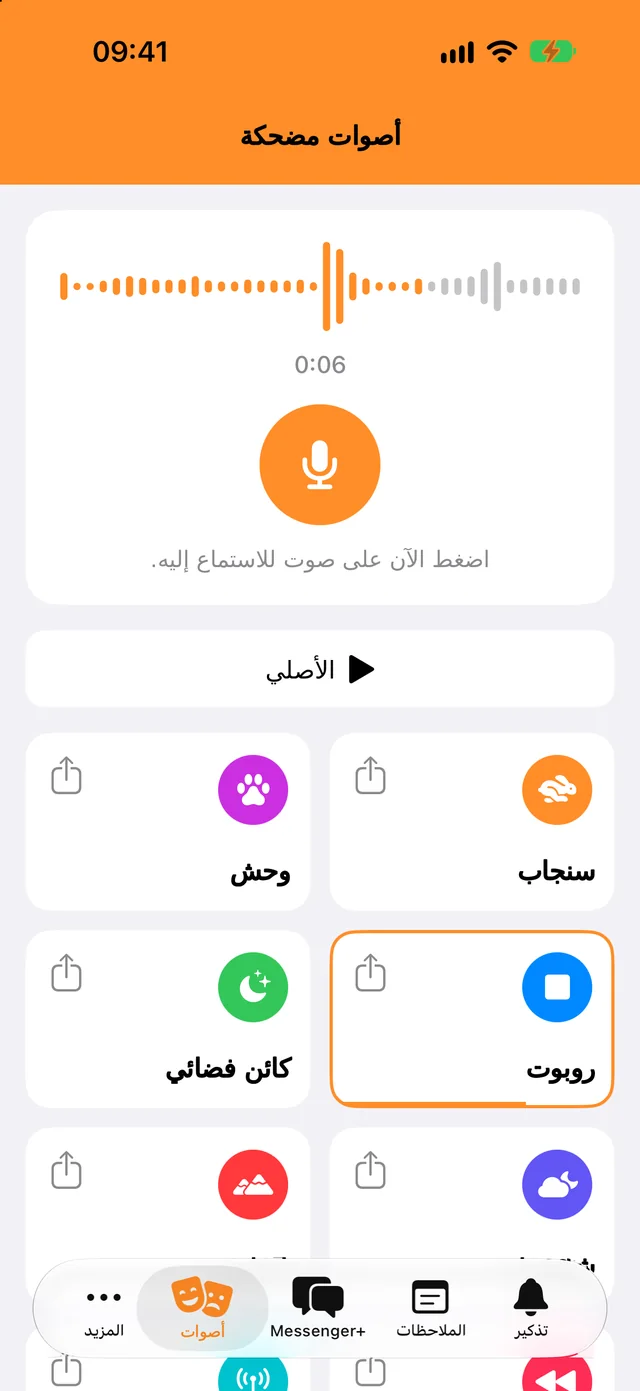 09:41
أصوات مضحكة
0:06
اضغط الآن على صوت للاستماع إليه.
الأصلي
سنجاب
وحش
روبوت
كائن فضائي
تذكير
الملاحظات
Messenger+
أصوات
المزيد